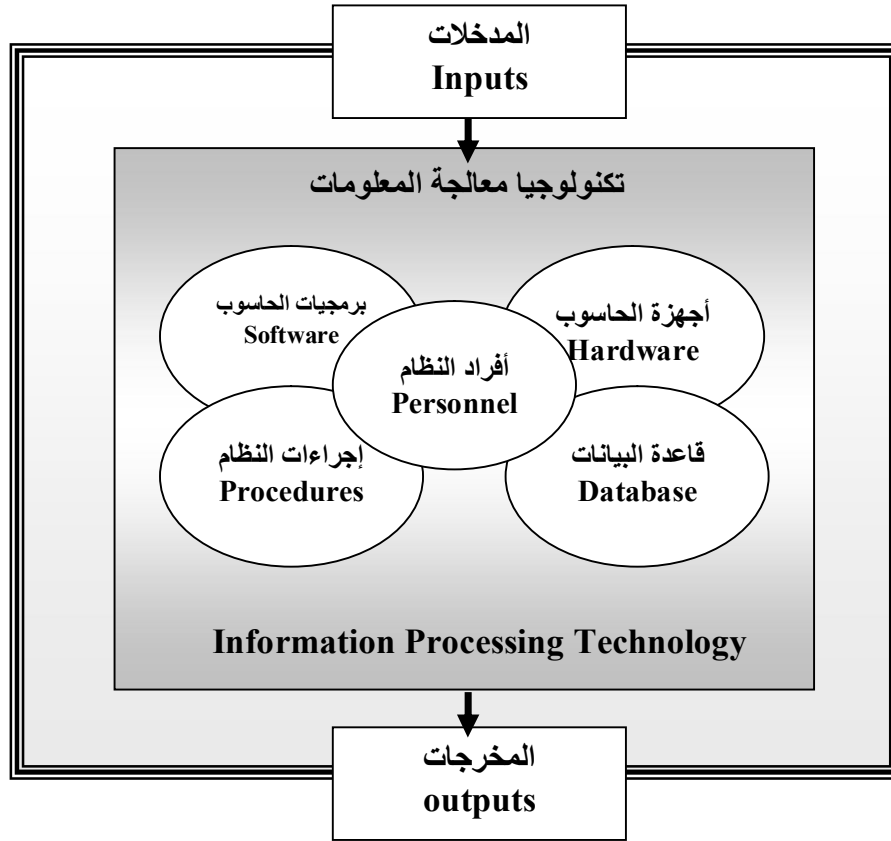 المدخلات
Inputs
تكنولوجيا معالجة المعلومات
برمجيات الحاسوب
Software
أجهزة الحاسوب
Hardware
أفراد النظام
Personnel
إجراءات النظام
Procedures
قاعدة البيانات
Database
Information Processing Technology
المخرجات
outputs